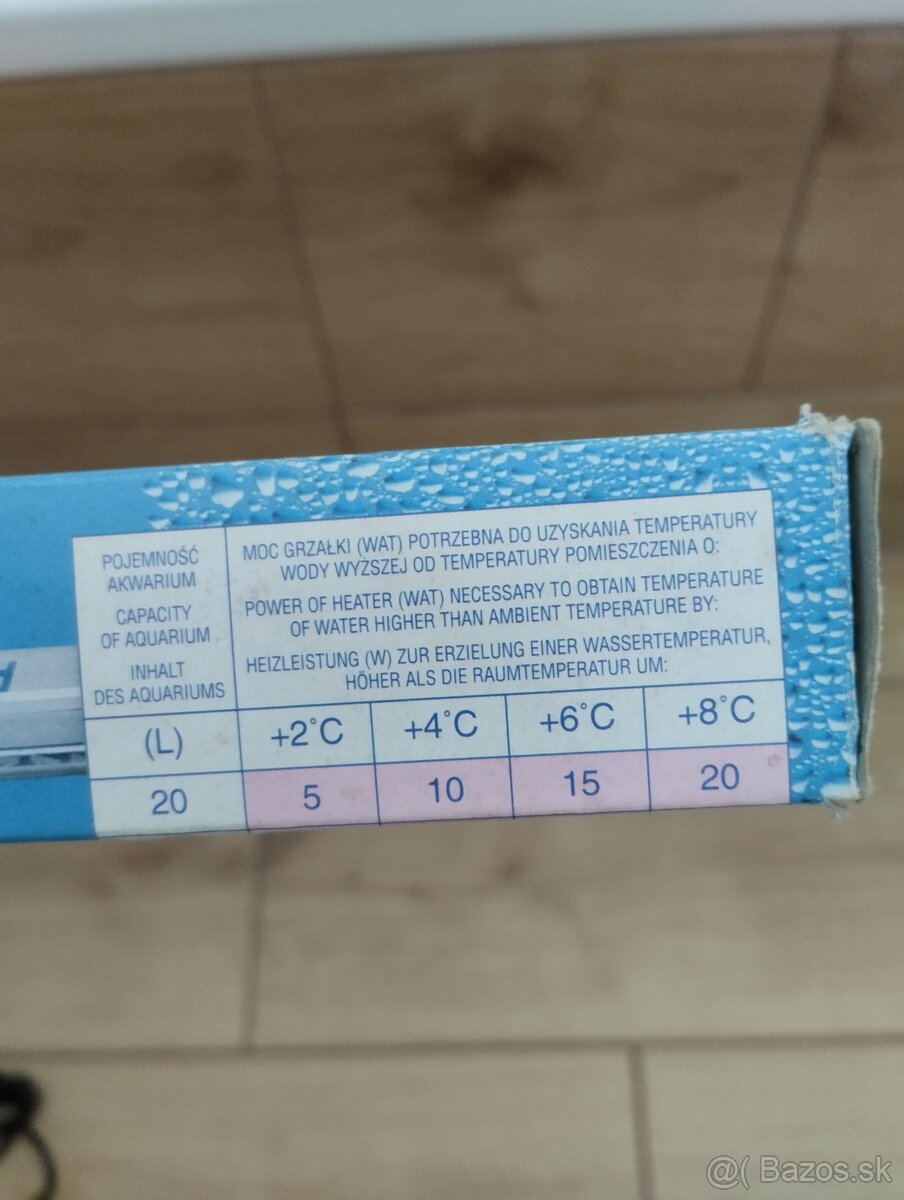 POJEMNOŚĆ
AKWARIUM
CAPACITY
OF AQUARIUM
INHALT
DES AQUARIUMS
MOC GRZAŁKI (WAT) POTRZEBNA DO UZYSKANIA TEMPERATURY
WODY WYŻSZEJ OD TEMPERATURY POMIESZCZENIA O:
POWER OF HEATER (WAT) NECESSARY TO OBTAIN TEMPERATURE
OF WATER HIGHER THAN AMBIENT TEMPERATURE BY:
HEIZLEISTUNG (W) ZUR ERZIELUNG EINER WASSERTEMPERATUR,
HÖHER ALS DIE RAUMTEMPERATUR UM:
(L) +2°C +4°C +6°C +8°C
20 5 10 15 20
@( Bazos.sk